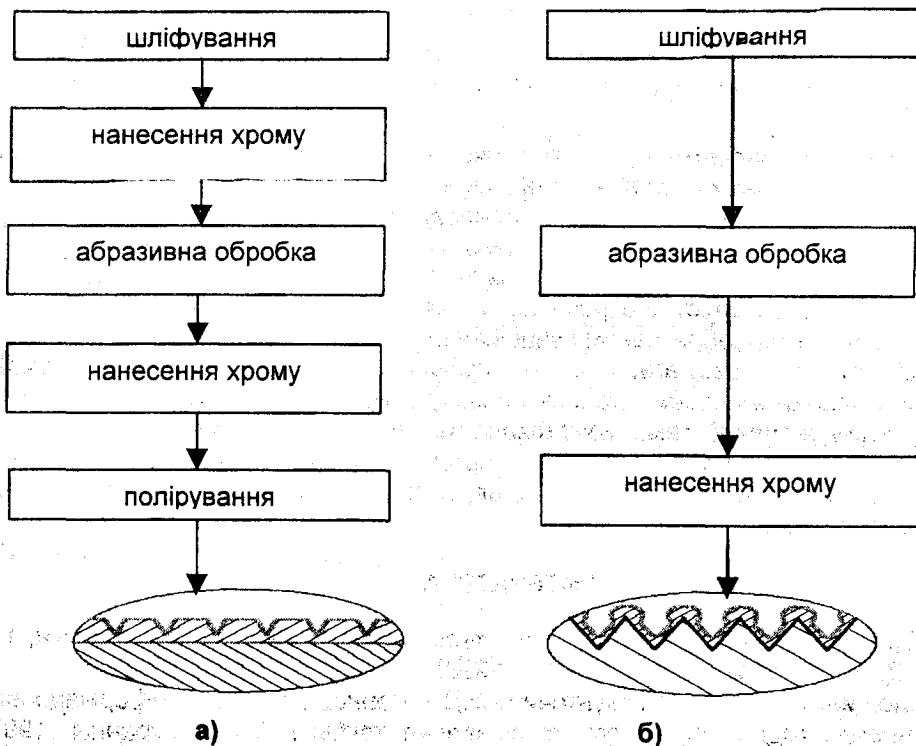 шліфування
нанесення хрому
абразивна обробка
нанесення хрому
полірування
а)
шліфування
абразивна обробка
нанесення хрому
б)